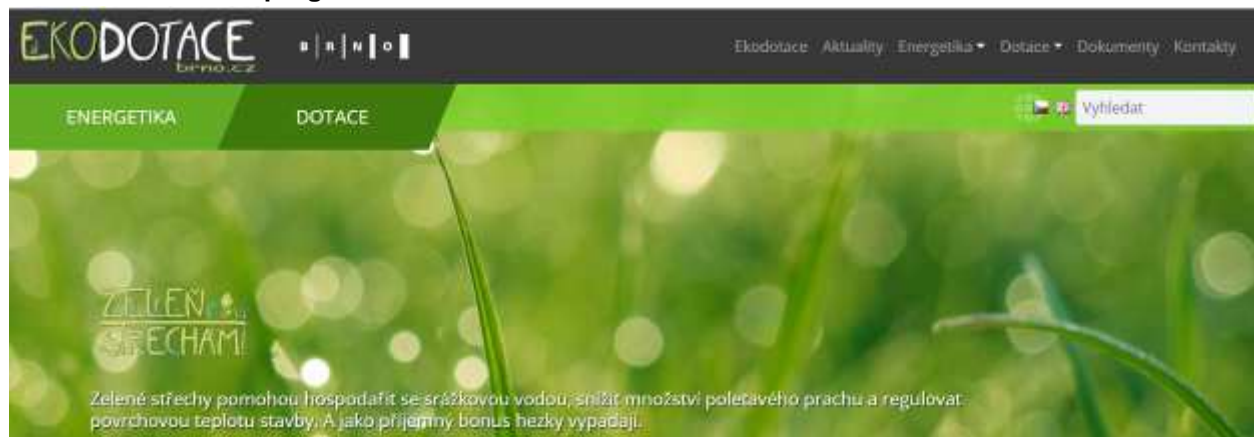 EKODOTACE
brno.cz
B | R | N | O
Ekodotace Aktuality Energetika Dotace Dokumenty Kontakty
ENERGETIKA DOTACE
Vyhledat
ZELEŇ
STŘECHÁM!
Zelené střechy pomohou hospodařit se srážkovou vodou, snížit množství poletavého prachu a regulovat
povrchovou teplotu stavby. A jako příjemný bonus hezky vypadají.